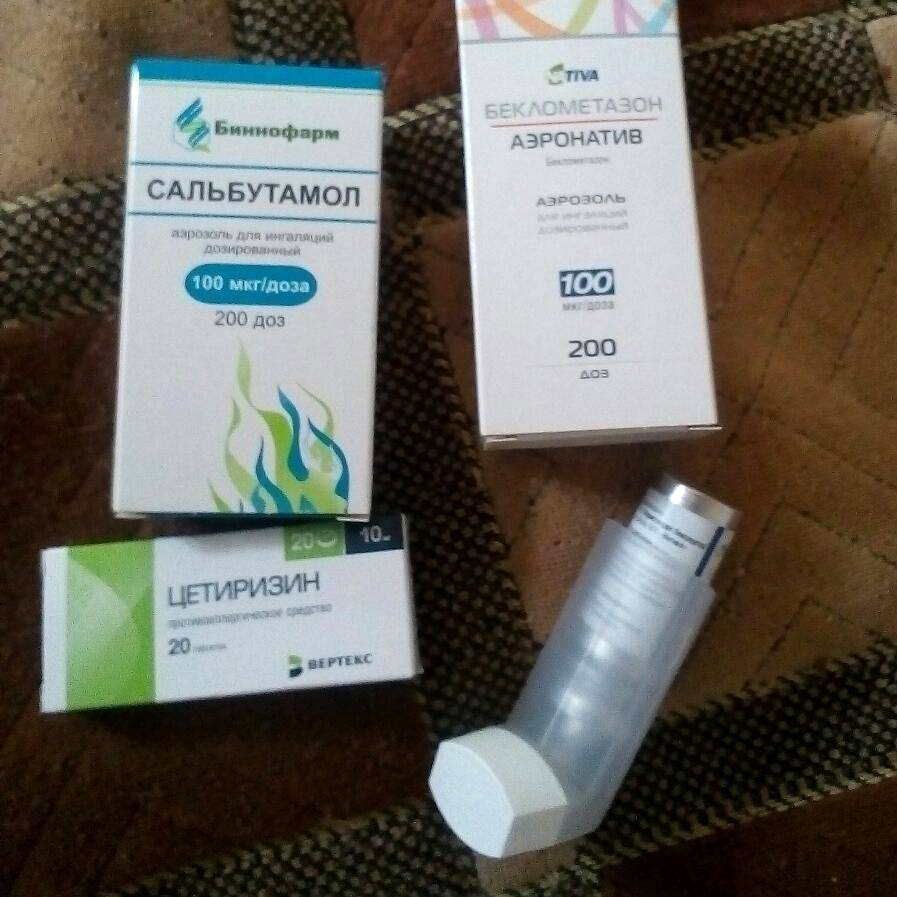 Биннофарм
САЛЬБУТАМОЛ
аэрозоль для ингаляций
дозированный
100 мкг/доза
200 доз
TIVA
БЕКЛОМЕТАЗОН
АЭРОНАТИВ
Беклометазон
АЭРОЗОЛЬ
для ингаляций
дозированный
100
мкг/доза
200
доз
20 10 мг
ЦЕТИРИЗИН
противоаллергическое средство
20 таблеток
ВЕРТЕКС